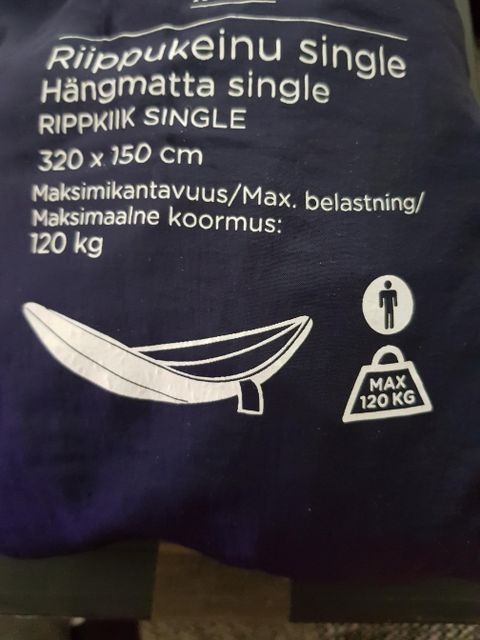 Riippukeinu single
Hängmatta single
RIPPKIIK SINGLE
320 x 150 cm
Maksimikantavuus/Max. belastning/
Maksimaalne koormus:
120 kg
MAX
120 KG